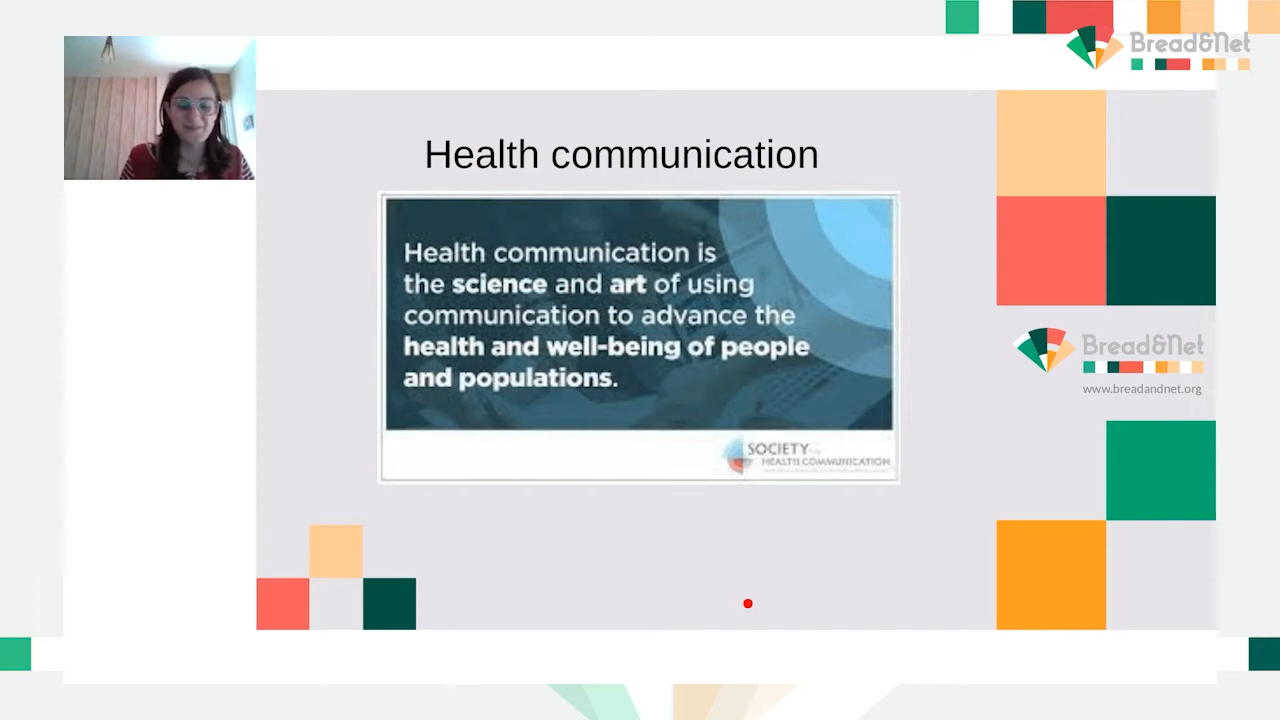 Bread&Net
Health communication
Health communication is
the science and art of using
communication to advance the
health and well-being of people
and populations.
Bread&Net
www.breadandnet.org
SOCIETY
HEALTH COMMUNICATION